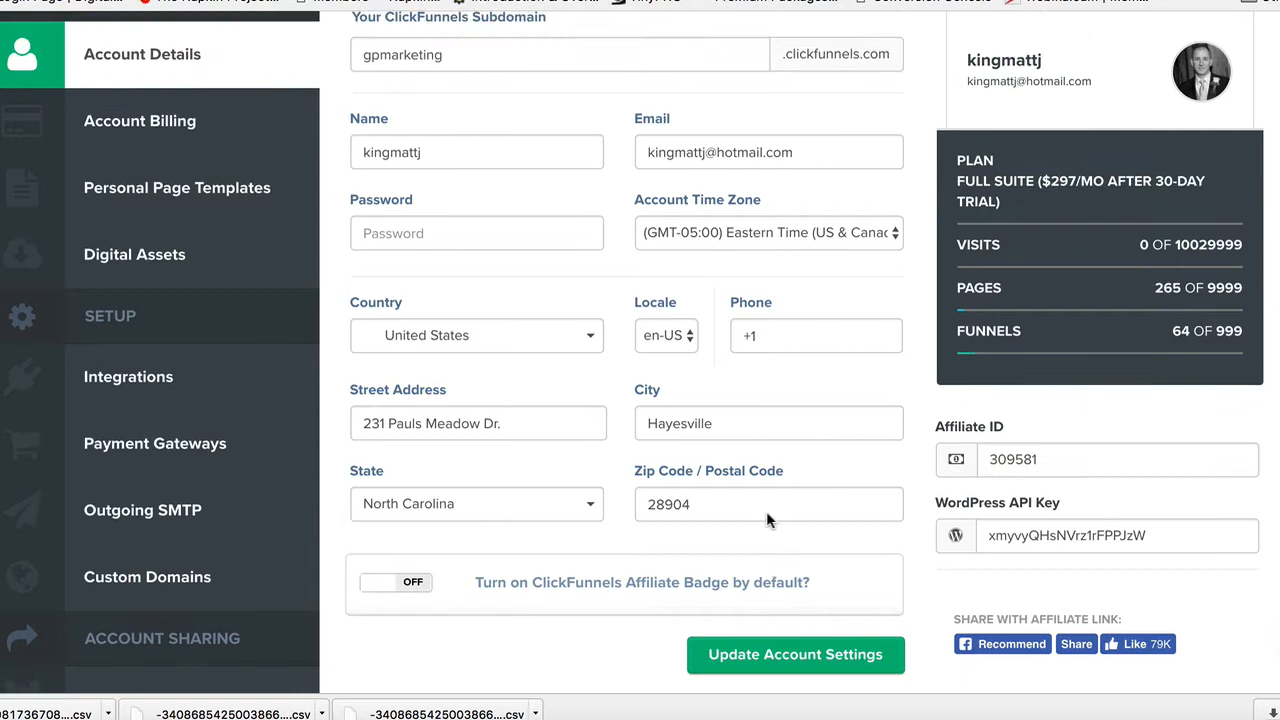 Account Details
Account Billing
Personal Page Templates
Digital Assets
SETUP
Integrations
Payment Gateways
Outgoing SMTP
Custom Domains
ACCOUNT SHARING
Your ClickFunnels Subdomain
gpmarketing .clickfunnels.com
Name Email
kingmattj kingmattj@hotmail.com
Password Account Time Zone
Password (GMT-05:00) Eastern Time (US & Canad
Country Locale Phone
United States en-US +1
Street Address City
231 Pauls Meadow Dr. Hayesville
State Zip Code / Postal Code
North Carolina 28904
OFF Turn on ClickFunnels Affiliate Badge by default?
Update Account Settings
kingmattj
kingmattj@hotmail.com
PLAN
FULL SUITE ($297/MO AFTER 30-DAY
TRIAL)
VISITS 0 OF 10029999
PAGES 265 OF 9999
FUNNELS 64 OF 999
Affiliate ID
309581
WordPress API Key
xmyvyQHsNVrz1rFPPJzW
SHARE WITH AFFILIATE LINK:
Recommend Share Like 79K
081736708....csv -3408685425003866....csv -3408685425003866....csv